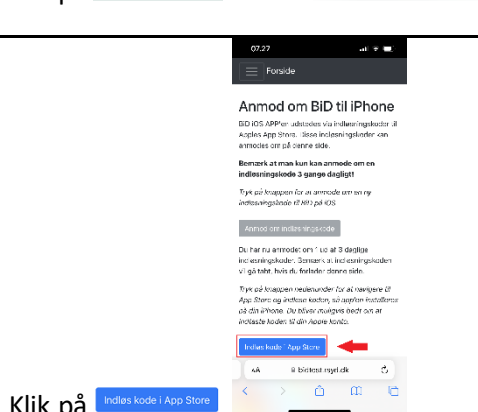 07.27
Forside
Anmod om BiD til iPhone
BiD iOS APP'en udstedes via indløsningskoder til
Apples App Store. Disse indløsningskoder kan
anmodes om på denne side.
Bemærk at man kun kan anmode om en
indløsningskode 3 gange dagligt!
Tryk på knappen for at anmode om en ny
indløsningskode til BiD på iOS
Anmod om indløsningskode
Du har nu anmodet om 1 ud af 3 daglige
indløsningskoder. Bemærk at indløsningskoden
vil gå tabt, hvis du forlader denne side.
Tryk på knappen nedenunder for at navigere til
App Store og indløse koden, så app'en installeres
på din iPhone. Du bliver muligvis bedt om at
indtaste koden til din Apple konto.
Indløs kode i App Store
AA bidtest.rsyd.dk
Klik på Indløs kode i App Store